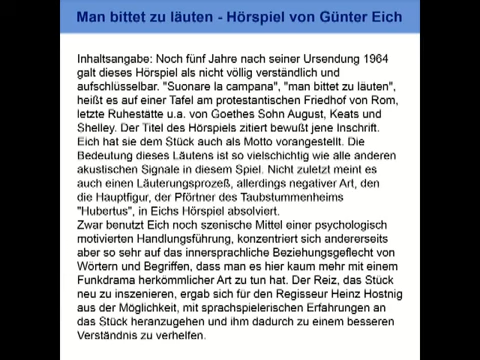 Man bittet zu läuten - Hörspiel von Günter Eich
Inhaltsangabe: Noch fünf Jahre nach seiner Ursendung 1964
galt dieses Hörspiel als nicht völlig verständlich und
aufschlüsselbar. "Suonare la campana", "man bittet zu läuten",
heißt es auf einer Tafel am protestantischen Friedhof von Rom,
letzte Ruhestätte u.a. von Goethes Sohn August, Keats und
Shelley. Der Titel des Hörspiels zitiert bewußt jene Inschrift.
Eich hat sie dem Stück auch als Motto vorangestellt. Die
Bedeutung dieses Läutens ist so vielschichtig wie alle anderen
akustischen Signale in diesem Spiel. Nicht zuletzt meint es
auch einen Läuterungsprozeß, allerdings negativer Art, den
die Hauptfigur, der Pförtner des Taubstummenheims
"Hubertus", in Eichs Hörspiel absolviert.
Zwar benutzt Eich noch szenische Mittel einer psychologisch
motivierten Handlungsführung, konzentriert sich andererseits
aber so sehr auf das innersprachliche Beziehungsgeflecht von
Wörtern und Begriffen, dass man es hier kaum mehr mit einem
Funkdrama herkömmlicher Art zu tun hat. Der Reiz, das Stück
neu zu inszenieren, ergab sich für den Regisseur Heinz Hostnig
aus der Möglichkeit, mit sprachspielerischen Erfahrungen an
das Stück heranzugehen und ihm dadurch zu einem besseren
Verständnis zu verhelfen.